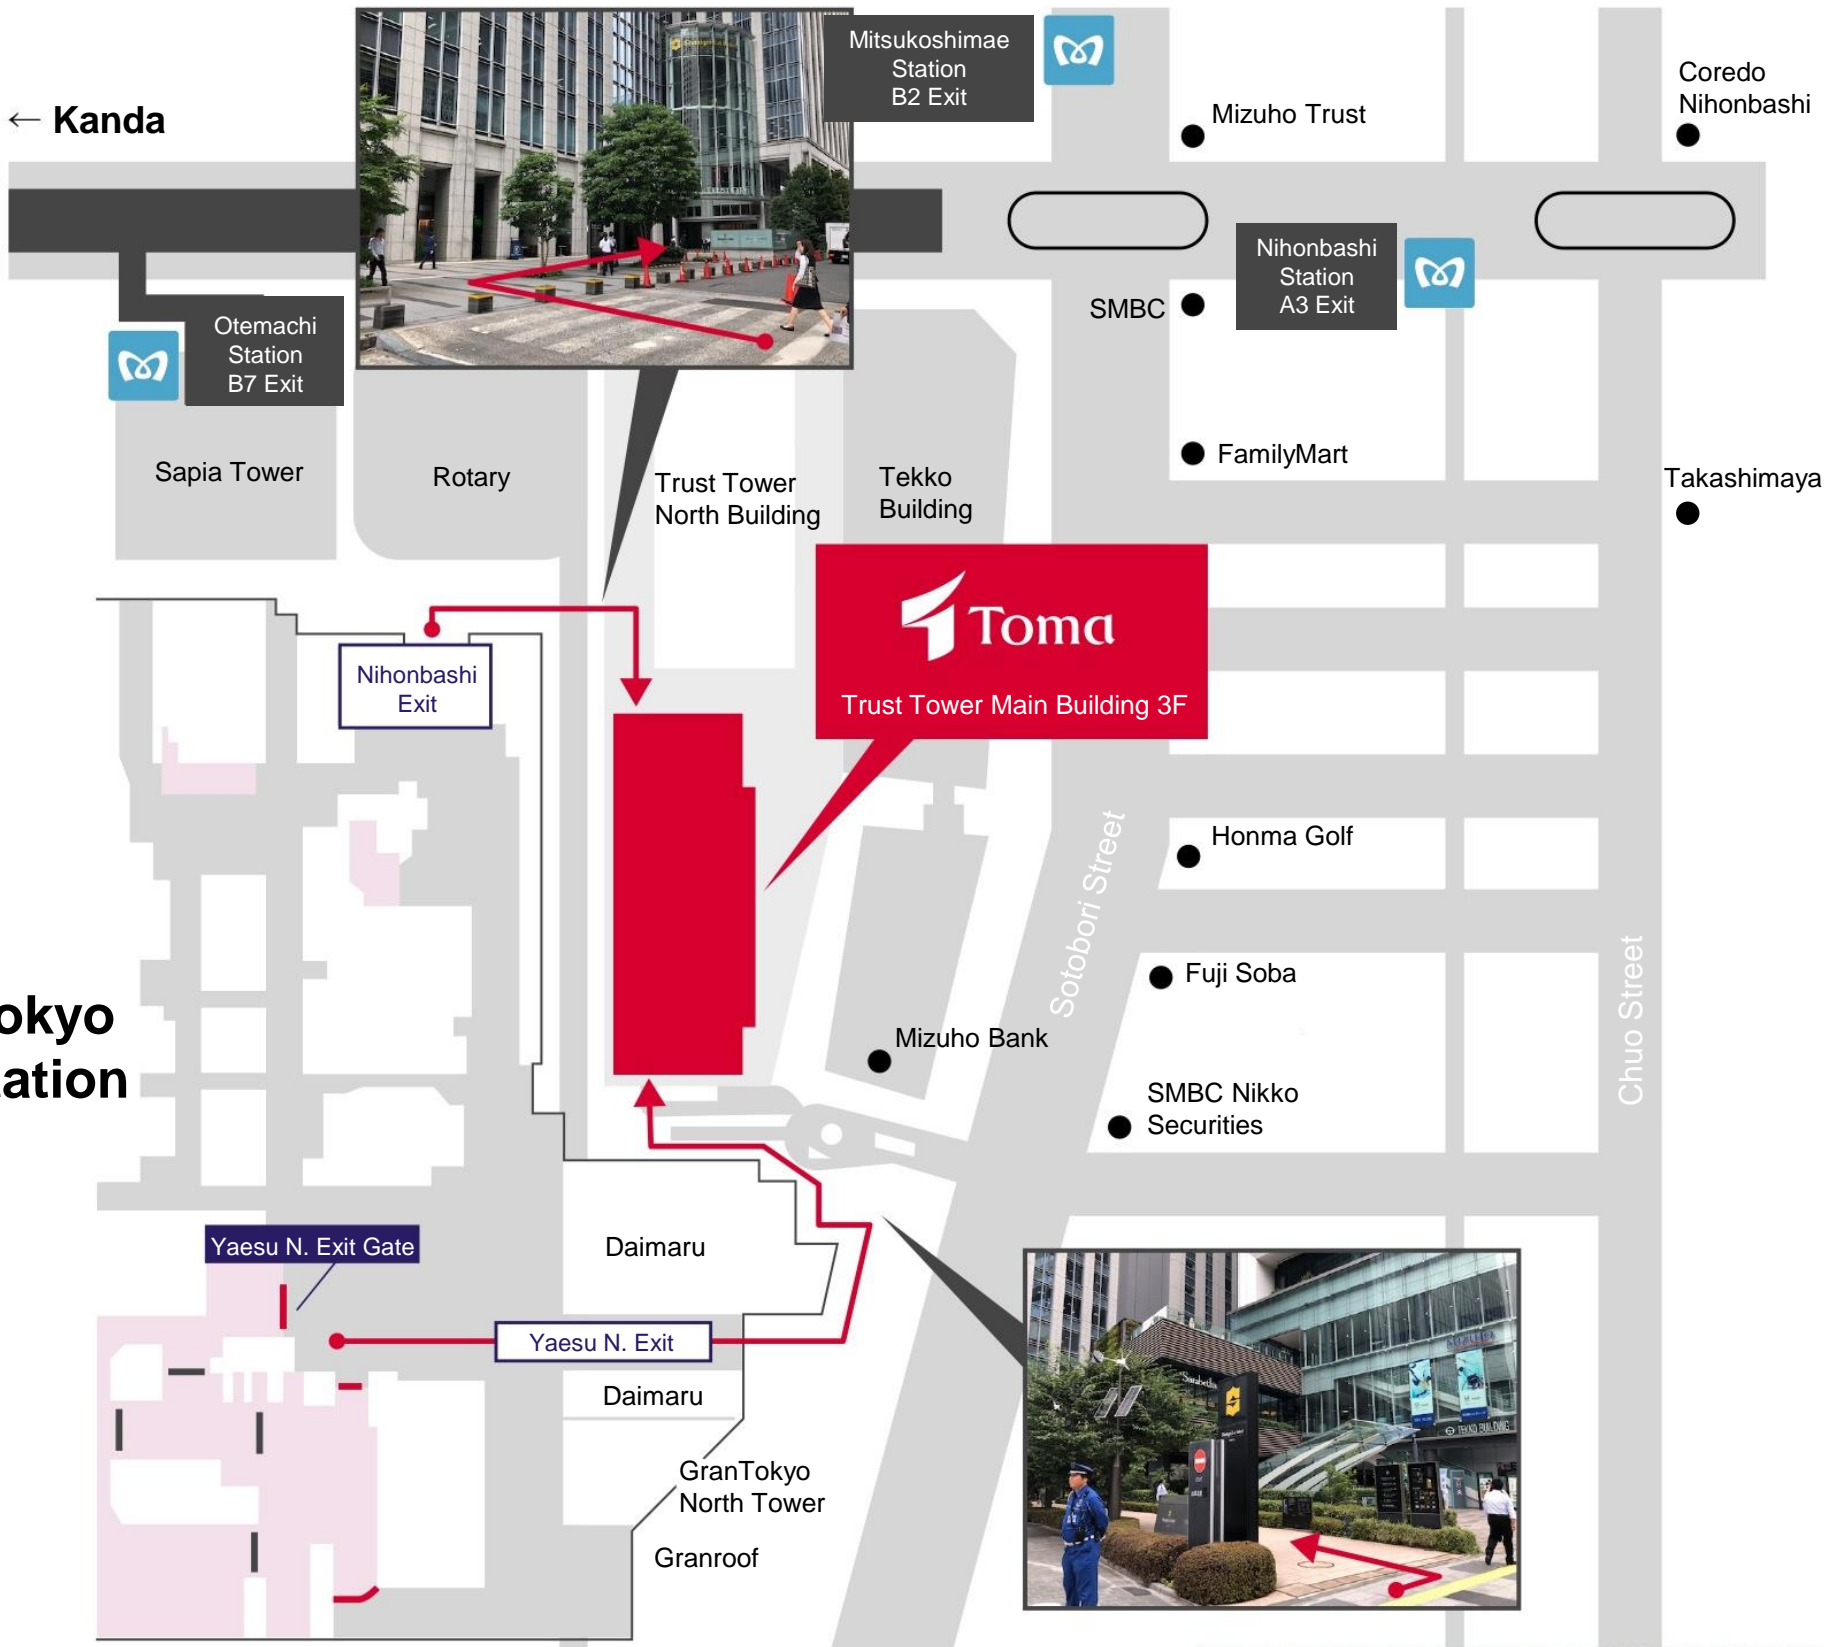 Mitsukoshimae
Station
B2 Exit
Coredo
Nihonbashi
← Kanda
Mizuho Trust
Nihonbashi
Station
A3 Exit
SMBC
Otemachi
Station
B7 Exit
Sapia Tower
Rotary
Trust Tower
North Building
Tekko
Building
FamilyMart
Takashimaya
Toma
Trust Tower Main Building 3F
Nihonbashi
Exit
Sotobori Street
Honma Golf
Fuji Soba
Chuo Street
okyo
ation
Mizuho Bank
SMBC Nikko
Securities
Yaesu N. Exit Gate
Daimaru
Yaesu N. Exit
Daimaru
GranTokyo
North Tower
Granroof
Sarabeth's
TEKKO BUILDING